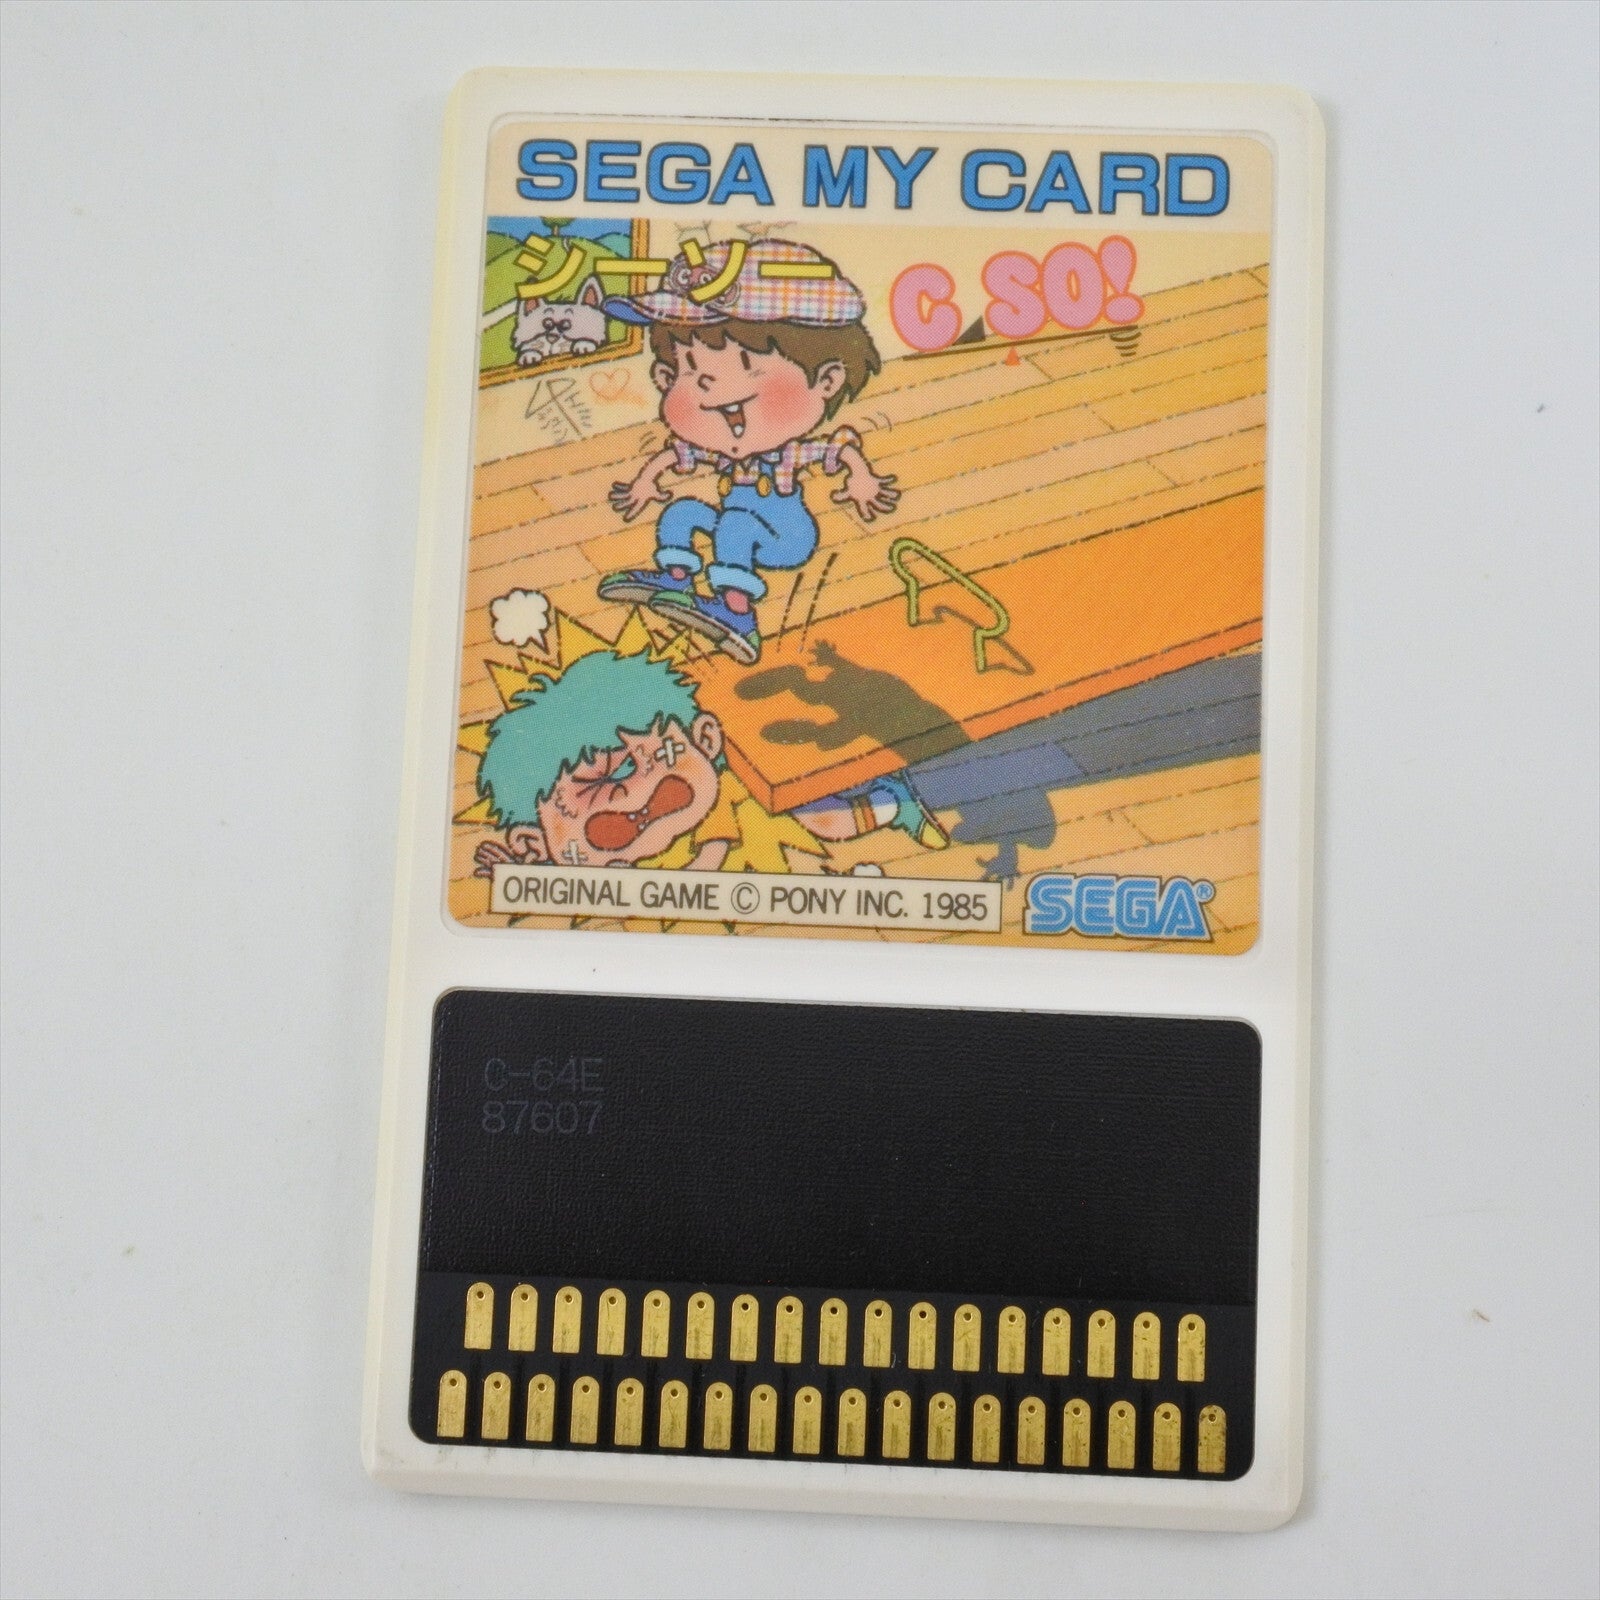 SEGA MY CARD
シーソー
C SO!
ORIGINAL GAME © PONY INC. 1985
SEGA®
C-64E
87607